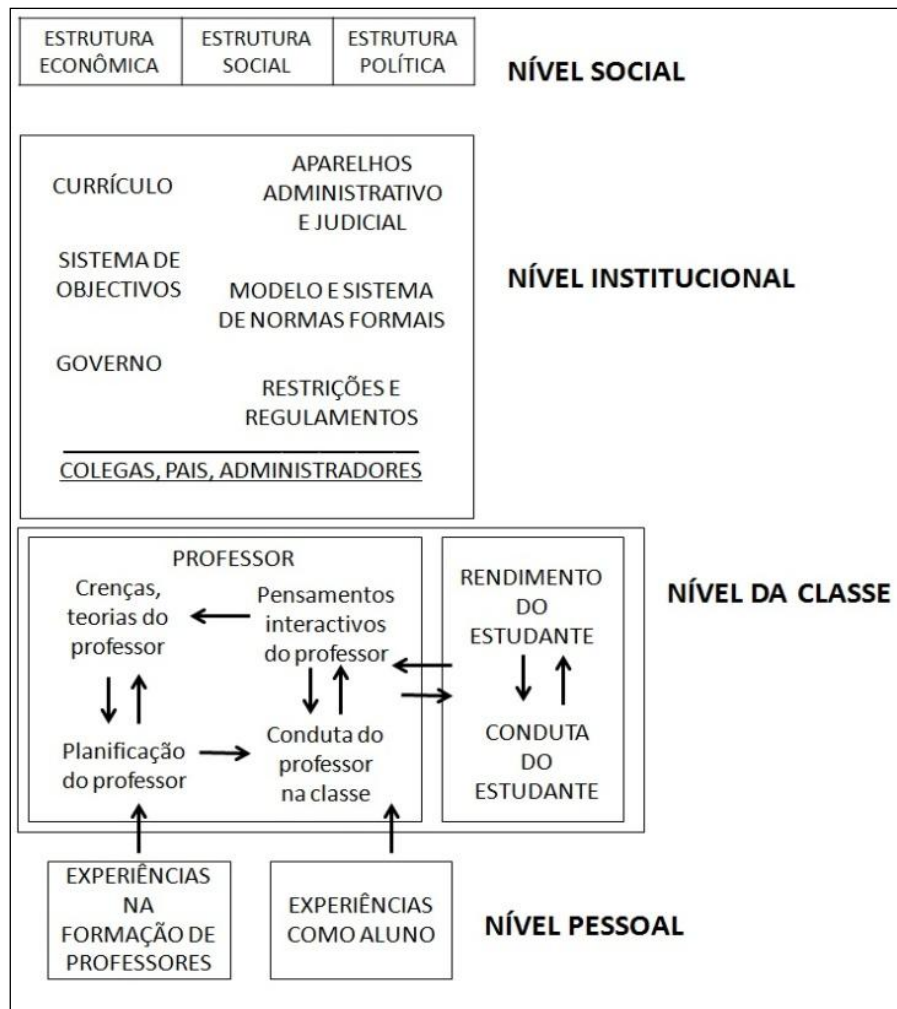 ESTRUTURA
ECONÔMICA
ESTRUTURA
SOCIAL
ESTRUTURA
POLÍTICA
NÍVEL SOCIAL
CURRÍCULO
APARELHOS
ADMINISTRATIVO
E JUDICIAL
SISTEMA DE
OBJECTIVOS
MODELO E SISTEMA
DE NORMAS FORMAIS
GOVERNO
RESTRIÇÕES E
REGULAMENTOS
COLEGAS, PAIS, ADMINISTRADORES
NÍVEL INSTITUCIONAL
PROFESSOR
Crenças,
teorias do
professor
Pensamentos
interactivos
do professor
Planificação
do professor
Conduta do
professor
na classe
RENDIMENTO
DO
ESTUDANTE
CONDUTA
DO
ESTUDANTE
NÍVEL DA CLASSE
EXPERIÊNCIAS
NA
FORMAÇÃO DE
PROFESSORES
EXPERIÊNCIAS
COMO ALUNO
NÍVEL PESSOAL